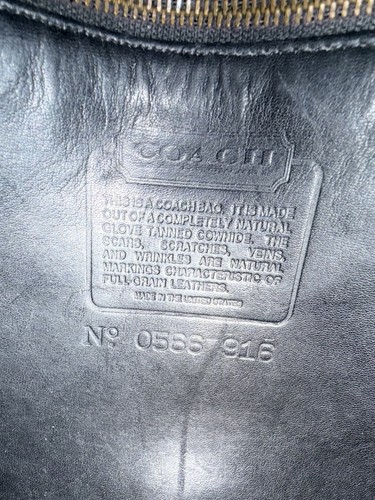 COACH
THIS IS A COACH BAG. IT IS MADE
OUT OF A COMPLETELY NATURAL
GLOVE TANNED COWHIDE. THE
SCARS, SCRATCHES, VEINS,
AND WRINKLES ARE NATURAL
MARKINGS CHARACTERISTIC OF
FULL-GRAIN LEATHERS.
MADE IN THE UNITED STATES
Nº 0566 916